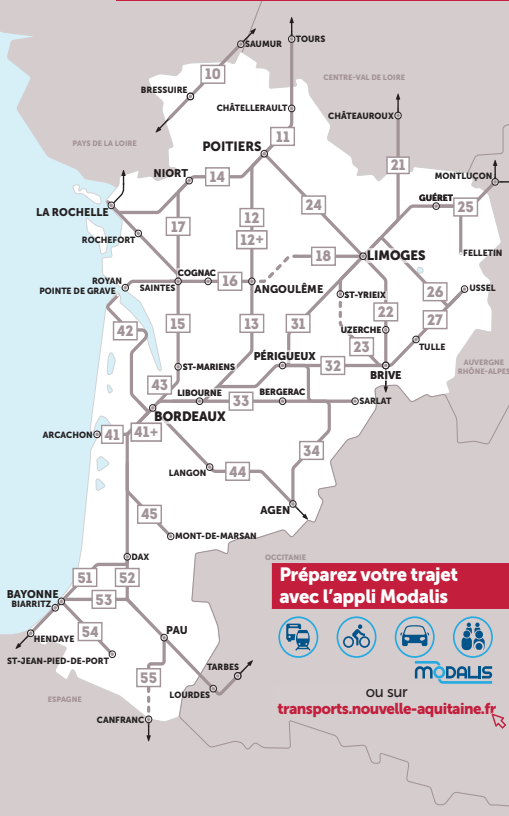 SAUMUR
TOURS
10
CENTRE-VAL DE LOIRE
BRESSUIRE
CHÂTELLERAULT
CHÂTEAUROUX
11
PAYS DE LA LOIRE
POITIERS
21
NIORT
14
MONTLUÇON
24
GUÉRET
25
LA ROCHELLE
12
17
12+
ROCHEFORT
18
LIMOGES
FELLETIN
COGNAC
16
ROYAN
POINTE DE GRAVE
SAINTES
ANGOULÊME
ST-YRIEIX
26
USSEL
22
42
15
13
31
27
UZERCHE
23
TULLE
PÉRIGUEUX
ST-MARIENS
32
BRIVE
AUVERGNE
RHÔNE-ALPES
43
LIBOURNE
BERGERAC
33
SARLAT
BORDEAUX
ARCACHON
41
41+
34
LANGON
44
AGEN
45
MONT-DE-MARSAN
DAX
OCCITANIE
51
52
BAYONNE
BIARRITZ
53
54
HENDAYE
PAU
ST-JEAN-PIED-DE-PORT
TARBES
55
LOURDES
ESPAGNE
CANFRANC
Préparez votre trajet
avec l'appli Modalis
MODALIS
ou sur
transports.nouvelle-aquitaine.fr